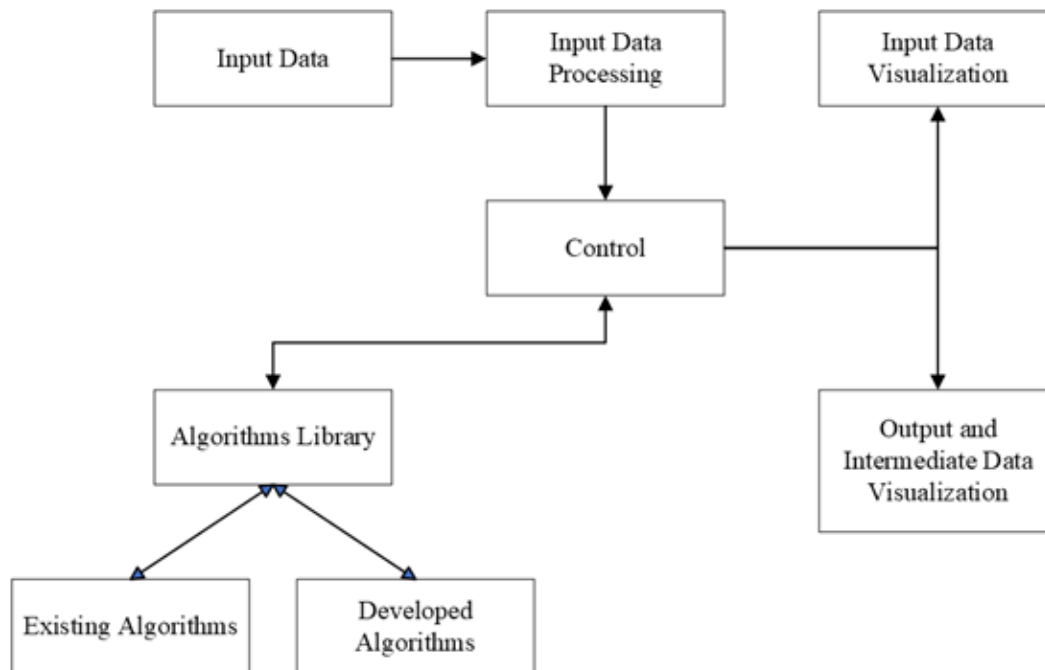 Input Data
Input Data
Processing
Input Data
Visualization
Control
Algorithms Library
Output and
Intermediate Data
Visualization
Existing Algorithms
Developed
Algorithms